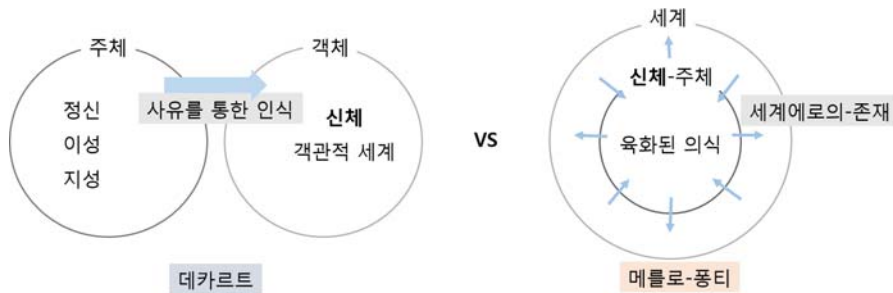 주체
객체
정신
이성
지성
사유를 통한 인식
신체
객관적 세계
데카르트
VS
세계
신체-주체
세계에로의-존재
육화된 의식
메를로-퐁티